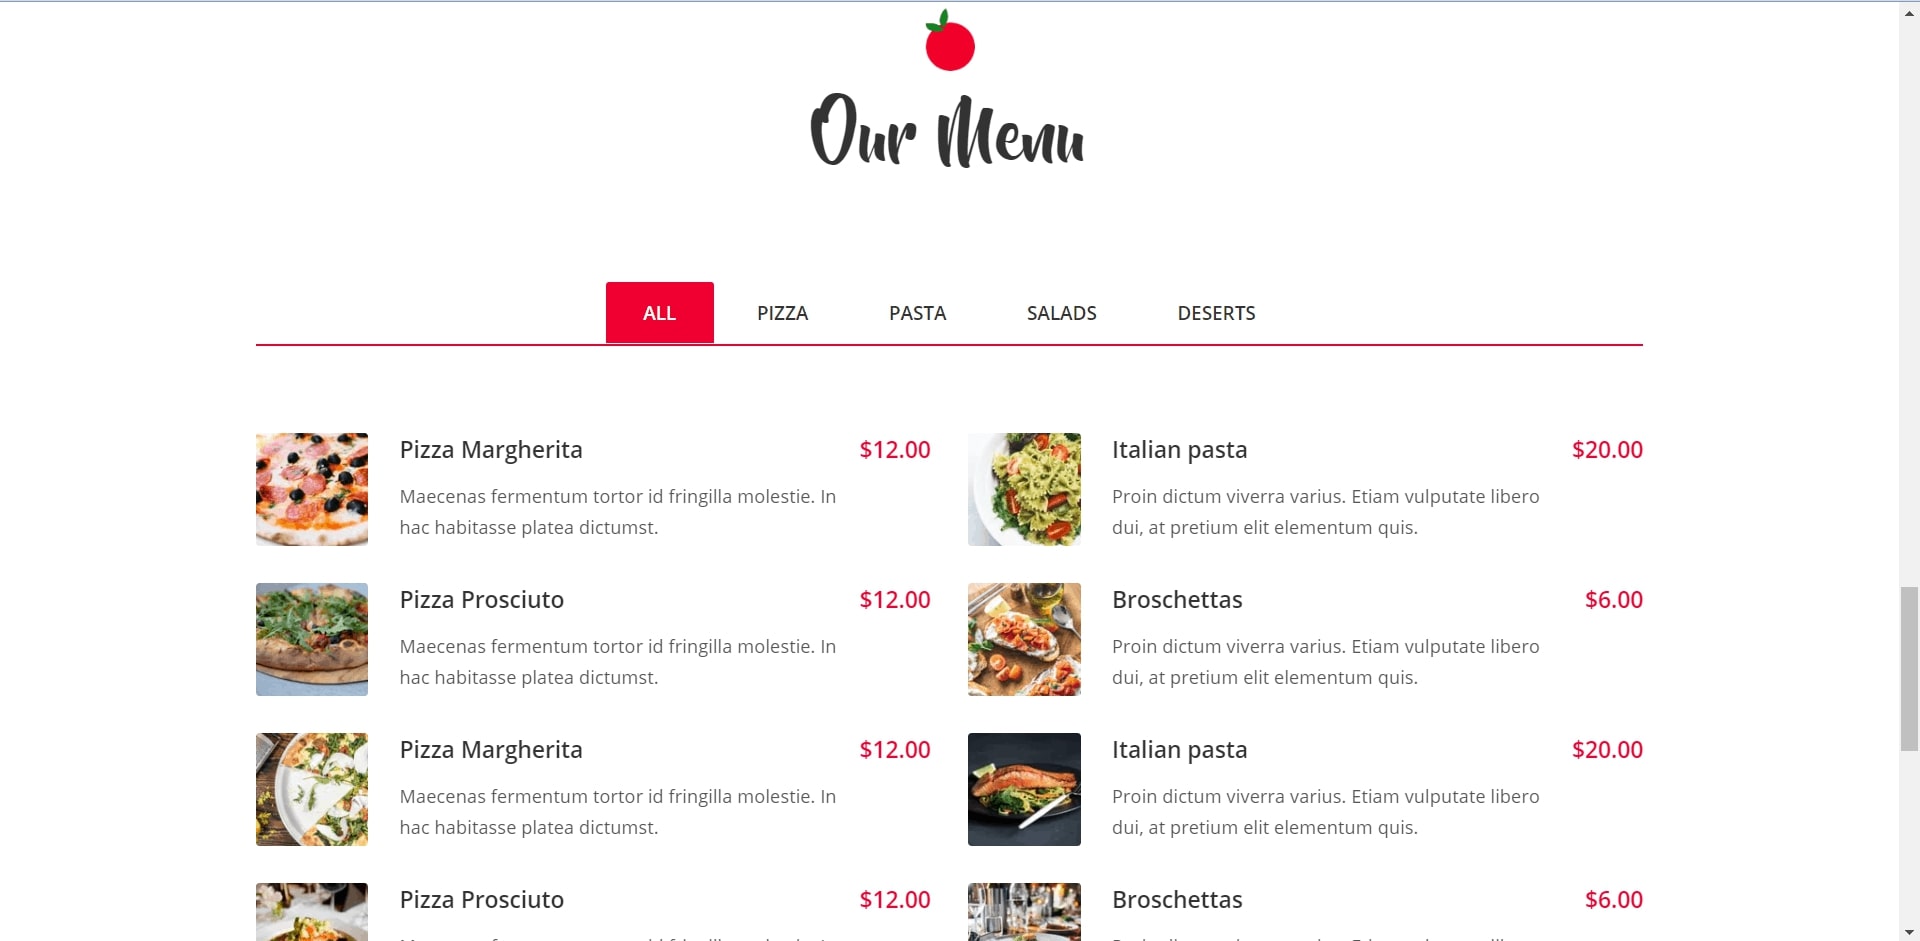 Our Menu
ALL
PIZZA
PASTA
SALADS
DESERTS
Pizza Margherita
$12.00
Maecenas fermentum tortor id fringilla molestie. In
hac habitasse platea dictumst.
Italian pasta
$20.00
Proin dictum viverra varius. Etiam vulputate libero
dui, at pretium elit elementum quis.
Pizza Prosciuto
$12.00
Maecenas fermentum tortor id fringilla molestie. In
hac habitasse platea dictumst.
Broschettas
$6.00
Proin dictum viverra varius. Etiam vulputate libero
dui, at pretium elit elementum quis.
Pizza Margherita
$12.00
Maecenas fermentum tortor id fringilla molestie. In
hac habitasse platea dictumst.
Italian pasta
$20.00
Proin dictum viverra varius. Etiam vulputate libero
dui, at pretium elit elementum quis.
Pizza Prosciuto
$12.00
Broschettas
$6.00